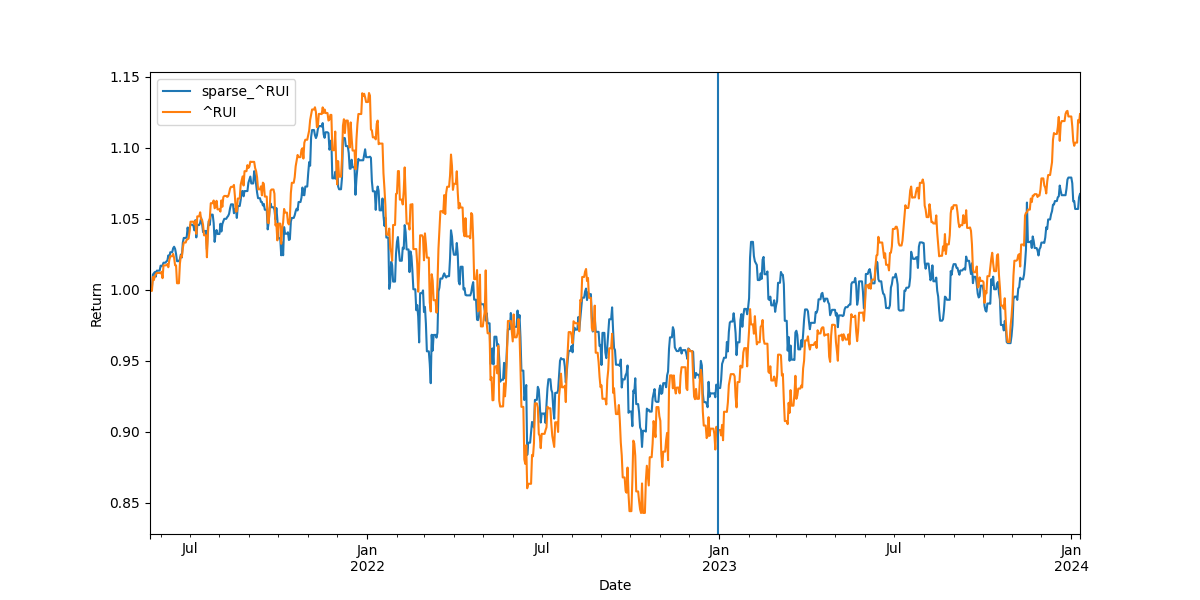 1.15
1.10
1.05
1.00
0.95
0.90
0.85
Return
sparse_^RUI
^RUI
Jul
Jan
2022
Jul
Jan
2023
Jul
Jan
2024
Date